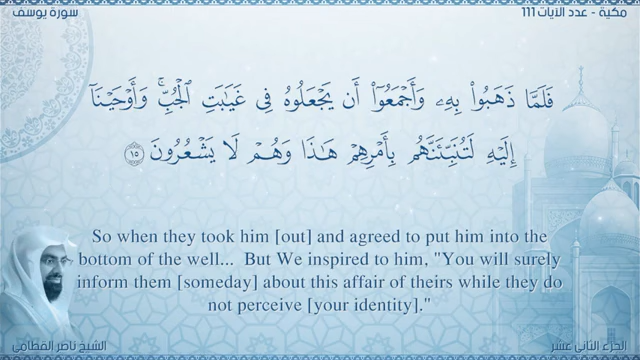 مكية - عدد الآيات 111
سورة يوسف
فَلَمَّا ذَهَبُوا۟ بِهِۦ وَأَجْمَعُوٓا۟ أَن يَجْعَلُوهُ فِى غَيَـٰبَتِ ٱلْجُبِّ ۚ وَأَوْحَيْنَآ
إِلَيْهِ لَتُنَبِّئَنَّهُم بِأَمْرِهِمْ هَـٰذَا وَهُمْ لَا يَشْعُرُونَ ١٥
So when they took him [out] and agreed to put him into the
bottom of the well... But We inspired to him, "You will surely
inform them [someday] about this affair of theirs while they do
not perceive [your identity]."
الجزء الثاني عشر
الشيخ ناصر القطامي